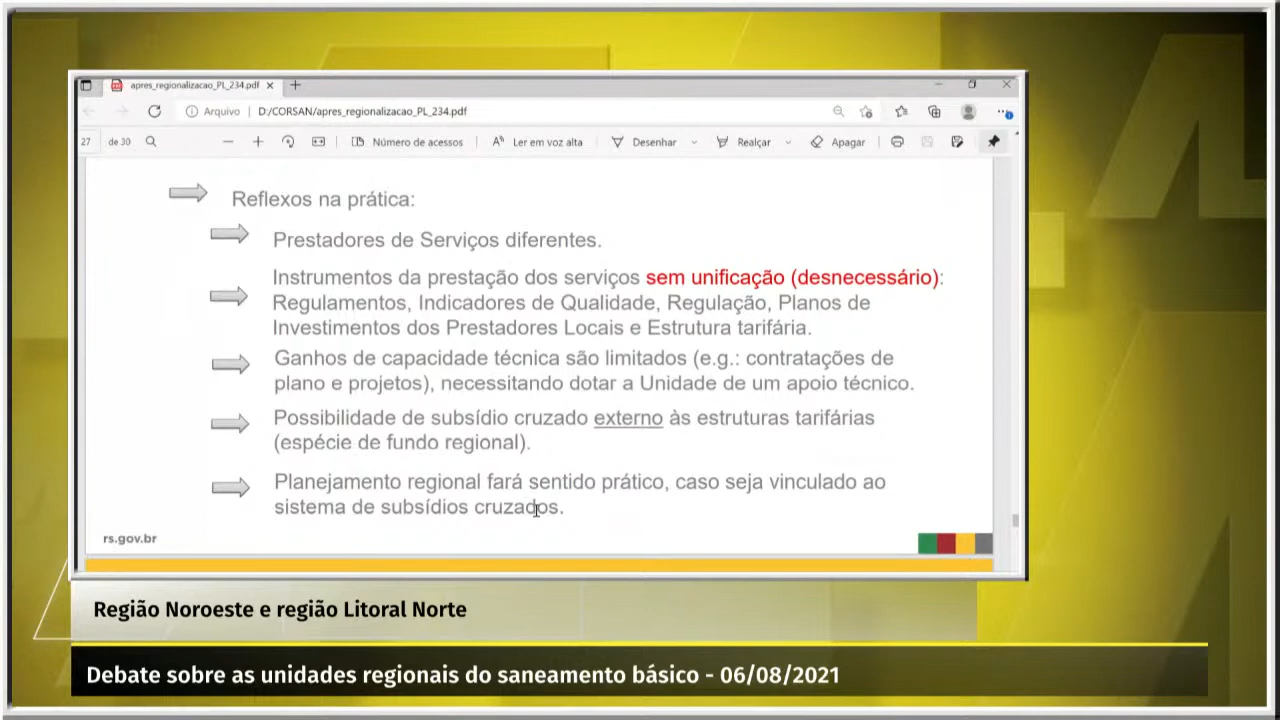 apres_regionalizacao_PL_234.pdf
Arquivo | D:/CORSAN/apres_regionalizacao_PL_234.pdf
27 de 30 Número de acessos Ler em voz alta Desenhar Realçar Apagar
Reflexos na prática:
Prestadores de Serviços diferentes.
Instrumentos da prestação dos serviços sem unificação (desnecessário):
Regulamentos, Indicadores de Qualidade, Regulação, Planos de
Investimentos dos Prestadores Locais e Estrutura tarifária.
Ganhos de capacidade técnica são limitados (e.g.: contratações de
plano e projetos), necessitando dotar a Unidade de um apoio técnico.
Possibilidade de subsídio cruzado externo às estruturas tarifárias
(espécie de fundo regional).
Planejamento regional fará sentido prático, caso seja vinculado ao
sistema de subsídios cruzados.
rs.gov.br
Região Noroeste e região Litoral Norte
Debate sobre as unidades regionais do saneamento básico - 06/08/2021